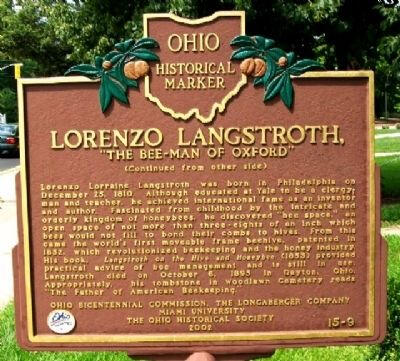 OHIO
HISTORICAL
MARKER
LORENZO LANGSTROTH,
"THE BEE-MAN OF OXFORD"
(Continued from other side)
Lorenzo Lorraine Langstroth was born in Philadelphia on
December 25, 1810. Although educated at Yale to be a clergy-
man and teacher, he achieved international fame as an inventor
and author. Fascinated from childhood by the intricate and
orderly kingdom of honeybees, he discovered "bee space," an
open space of not more than three-eights of an inch which
bees would not fill to bond their combs to hives. From this
came the world's first moveable frame beehive, patented in
1852, which revolutionized beekeeping and the honey industry.
His book, Langstroth on the Hive and Honeybee (1853) provided
practical advice of bee management and is still in use.
Langstroth died on October 6, 1895 in Dayton, Ohio.
Appropriately, his tombstone in Woodlawn Cemetery reads
"The Father of American Beekeeping."
OHIO BICENTENNIAL COMMISSION, THE LONGABERGER COMPANY
MIAMI UNIVERSITY
THE OHIO HISTORICAL SOCIETY
2002
15-9
Ohio